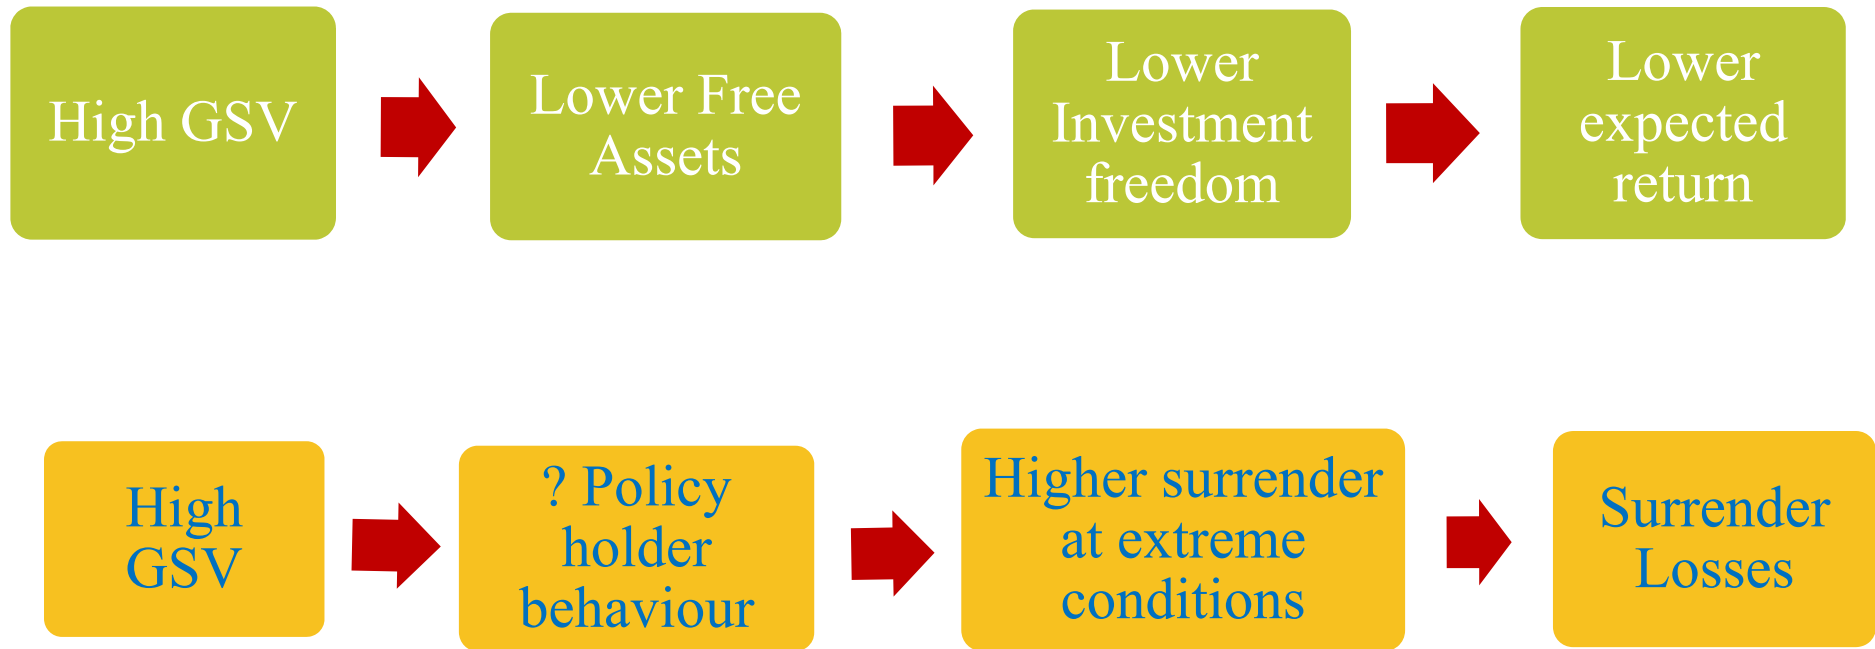 High GSV
Lower Free
Assets
Lower
Investment
freedom
Lower
expected
return
High
GSV
? Policy
holder
behaviour
Higher surrender
at extreme
conditions
Surrender
Losses